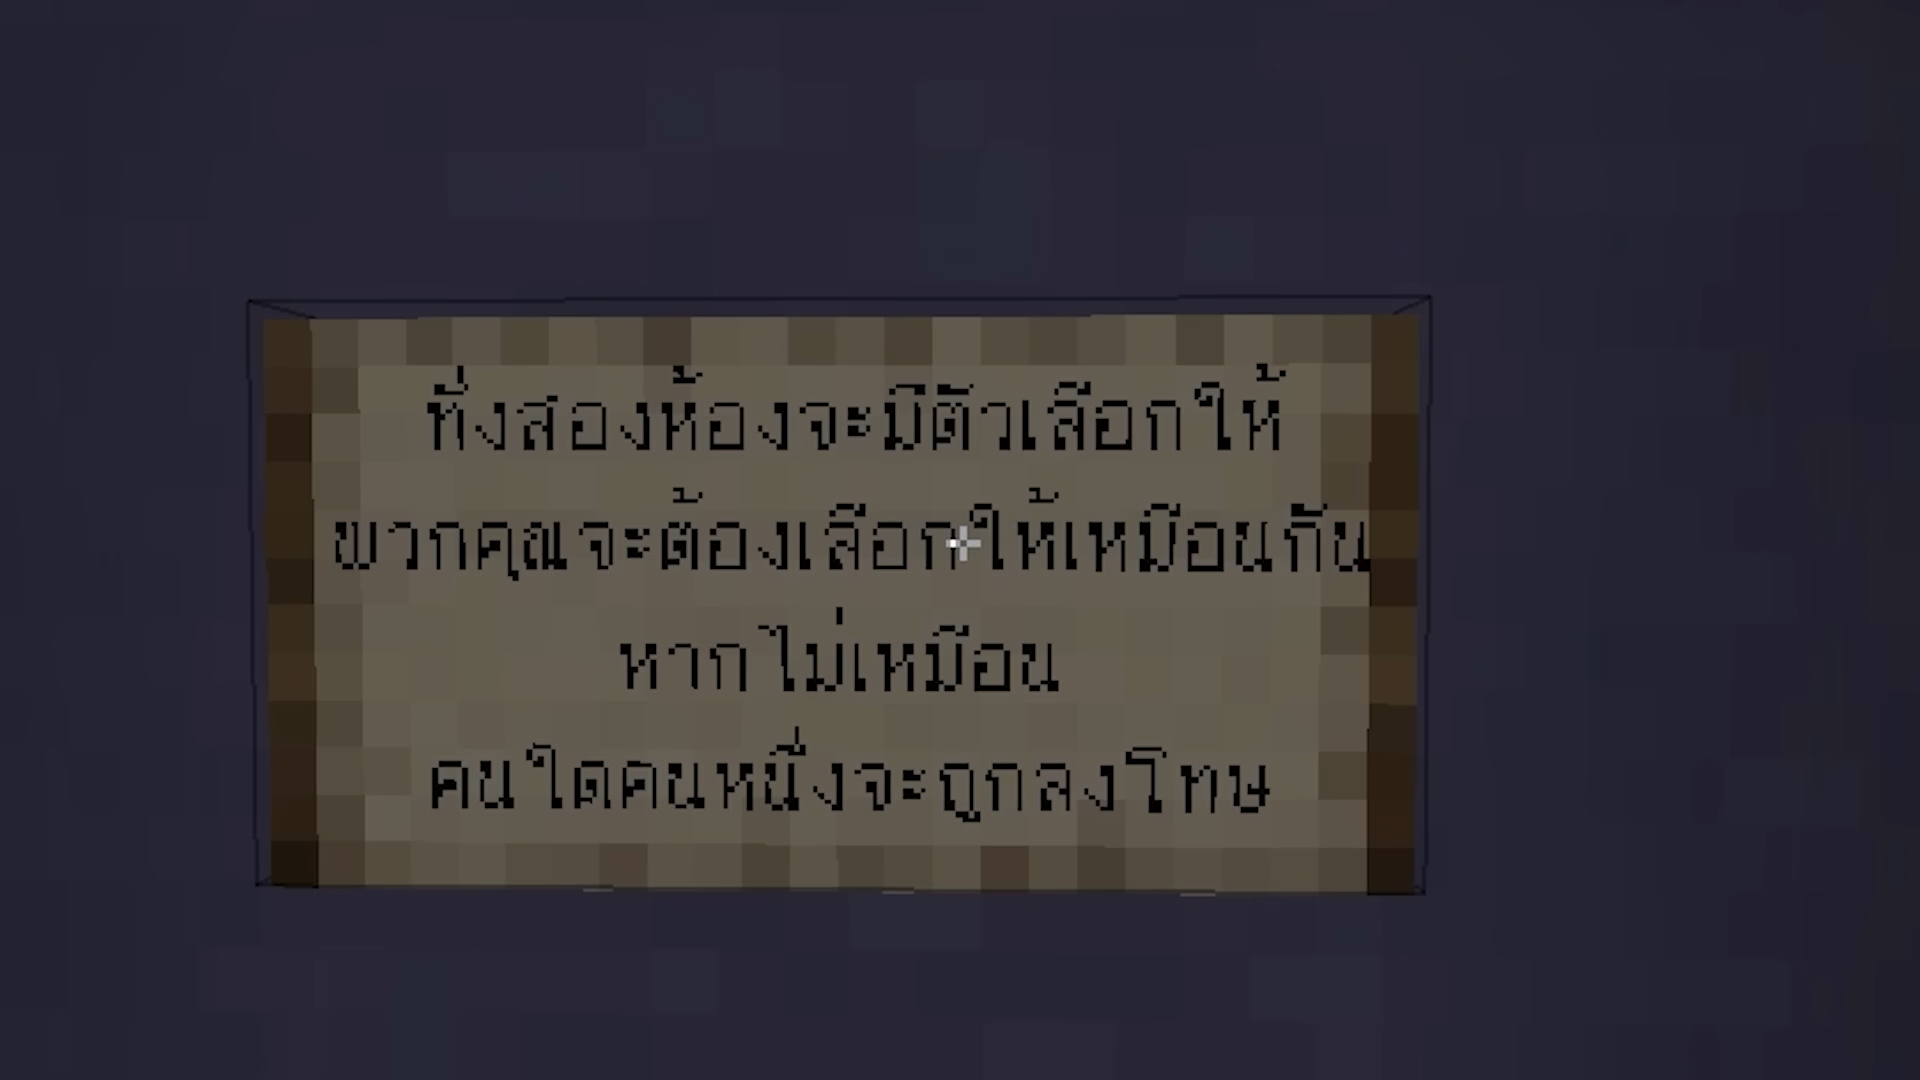 ทั่งสองห้องจะมีตัวเลือกให้
พวกคุณจะต้องเลือกให้เหมือนกัน
หากไม่เหมือน
คนใดคนหนึ่งจะถูกลงโทษ